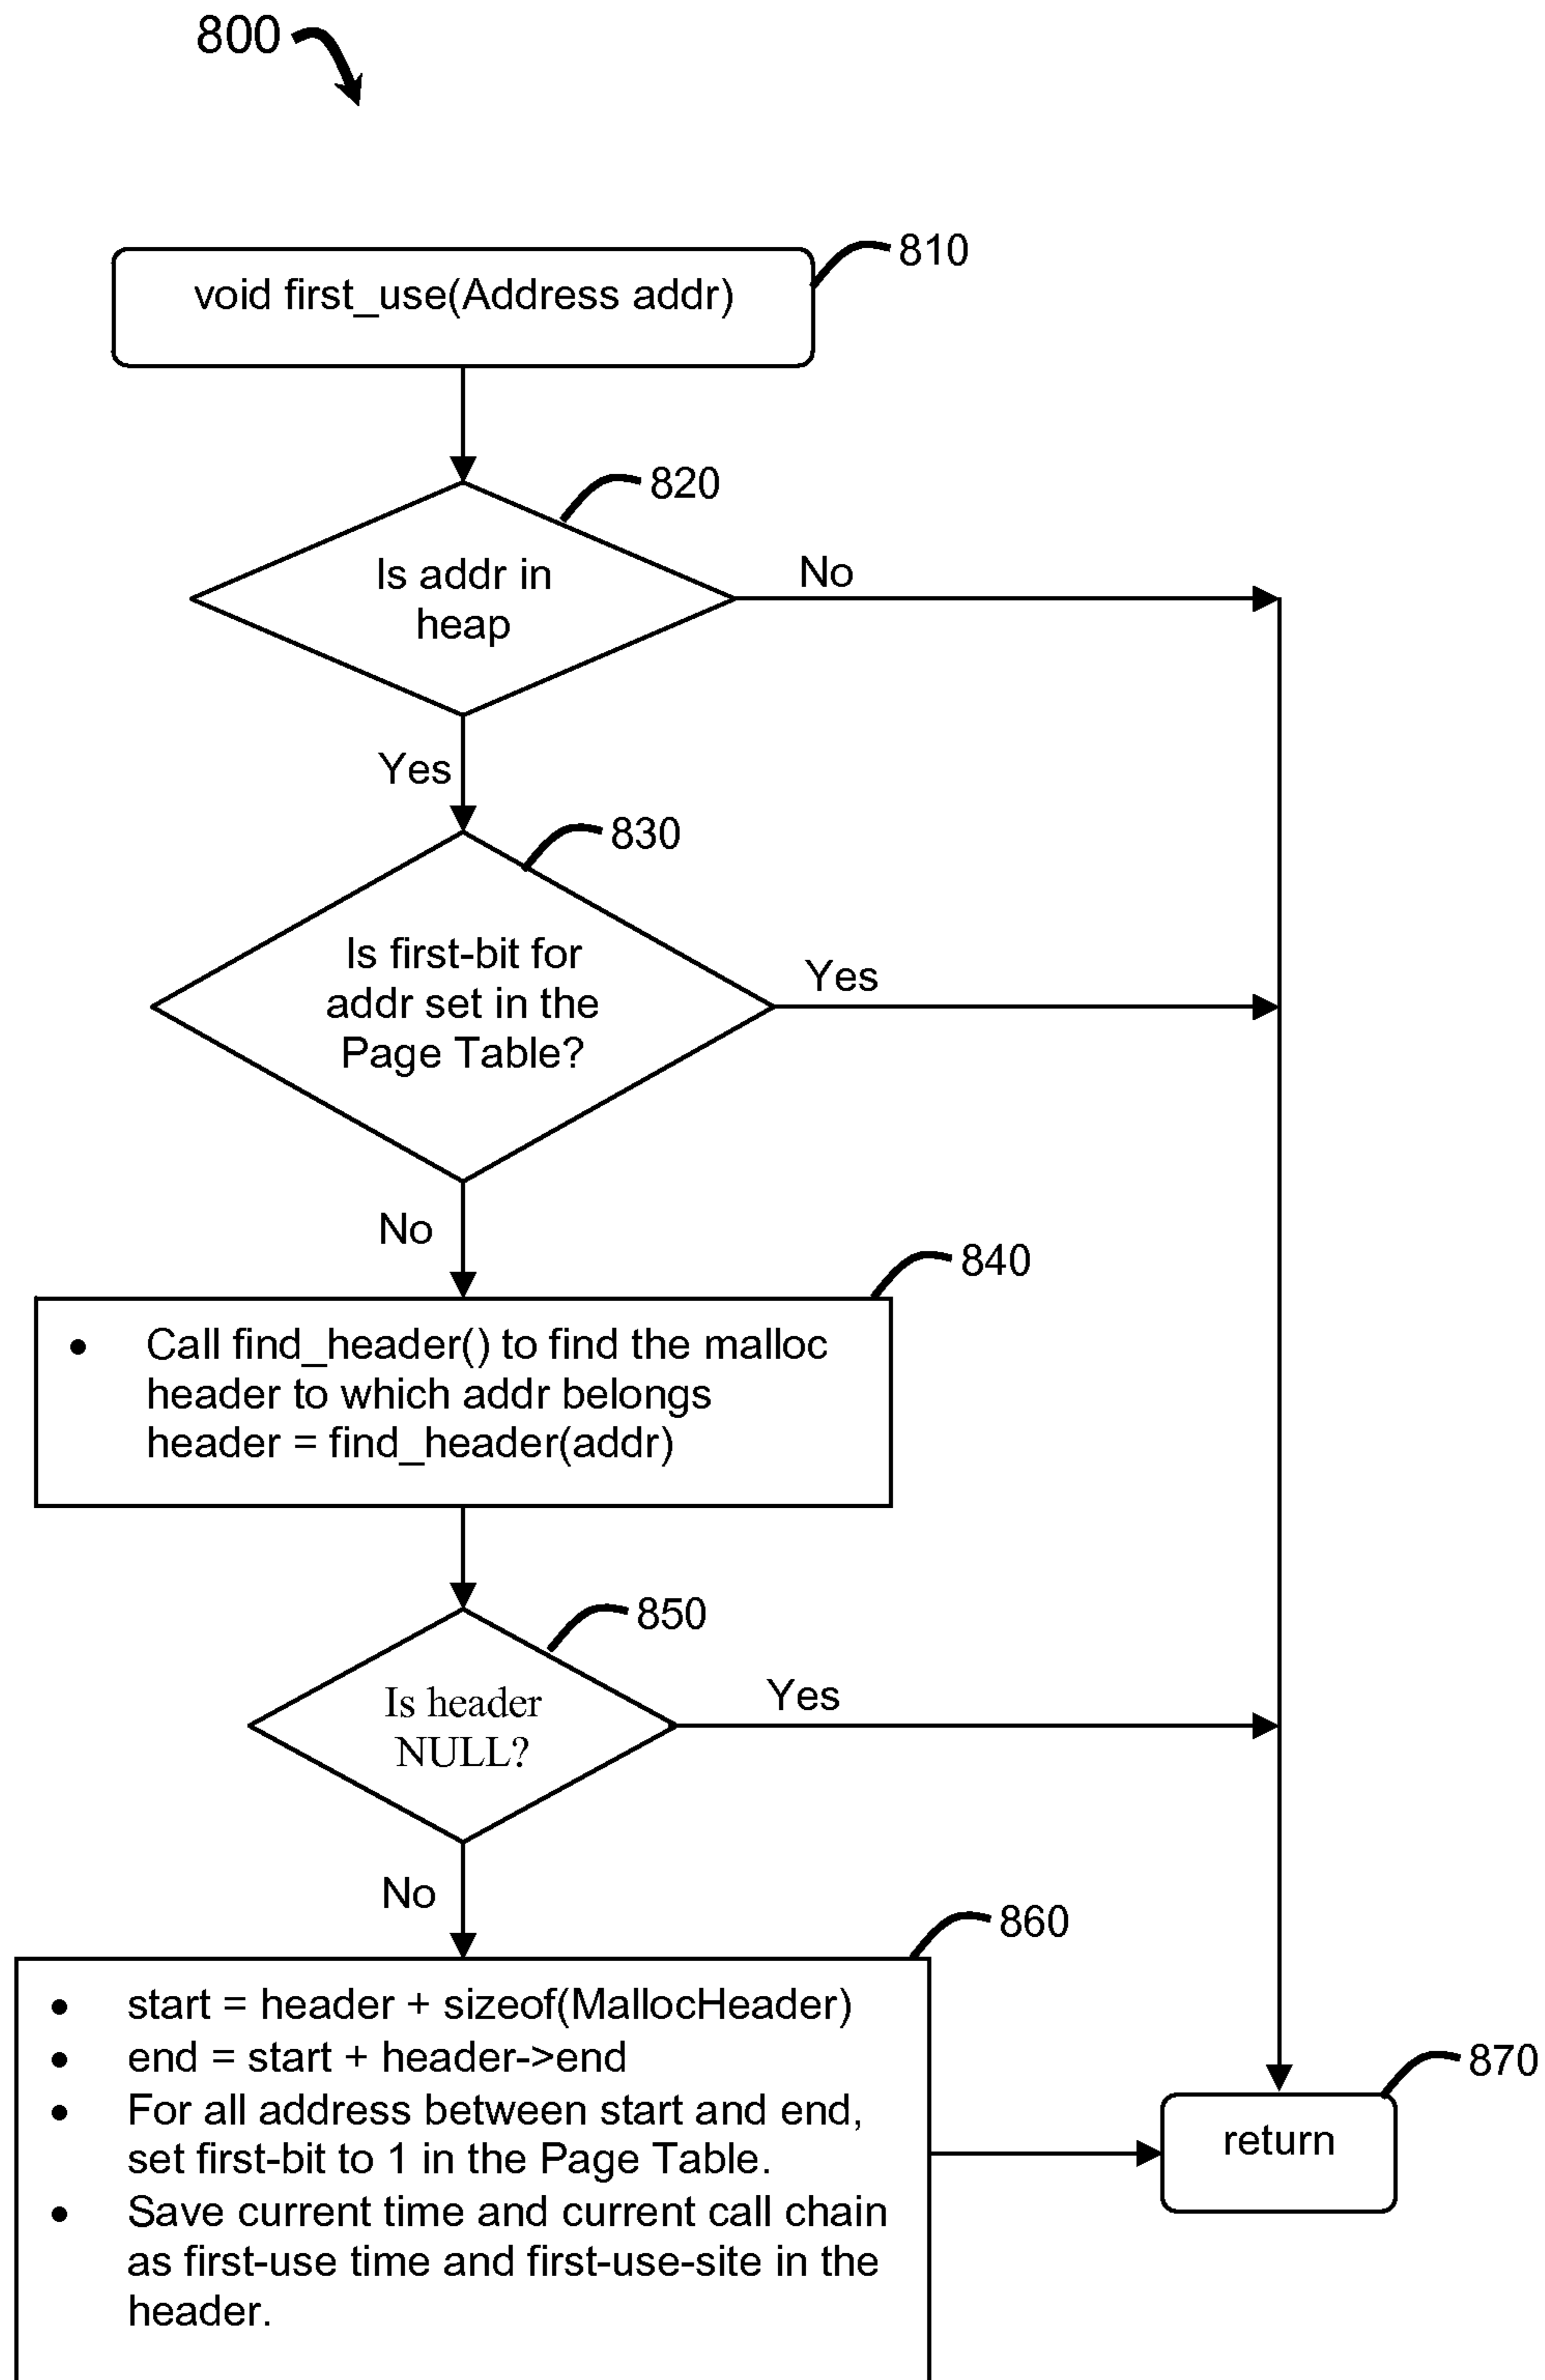 800
810
void first_use(Address addr)
820
Is addr in
heap
No
Yes
830
Is first-bit for
addr set in the
Page Table?
Yes
No
840
• Call find_header() to find the malloc
header to which addr belongs
header = find_header(addr)
850
Is header
NULL?
Yes
No
860
• start = header + sizeof(MallocHeader)
• end = start + header->end
• For all address between start and end,
set first-bit to 1 in the Page Table.
• Save current time and current call chain
as first-use time and first-use-site in the
header.
870
return